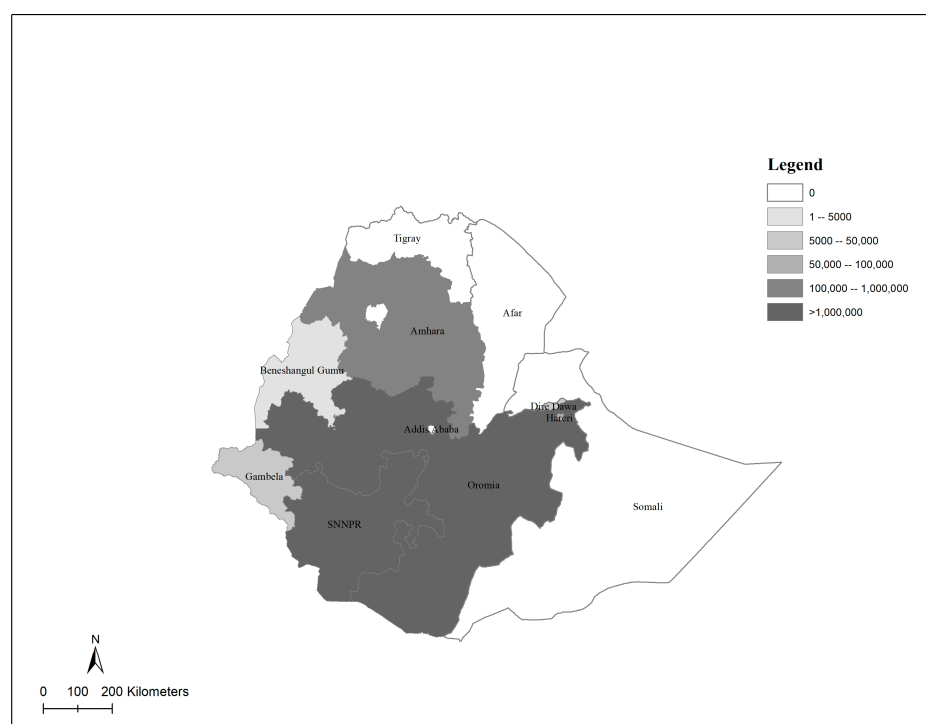 Legend
0
1 -- 5000
5000 -- 50,000
50,000 -- 100,000
100,000 -- 1,000,000
>1,000,000
Tigray
Afar
Amhara
Beneshangul Gumu
Dire Dawa
Hareri
Addis Ababa
Gambela
Oromia
Somali
SNNPR
N
0 100 200 Kilometers